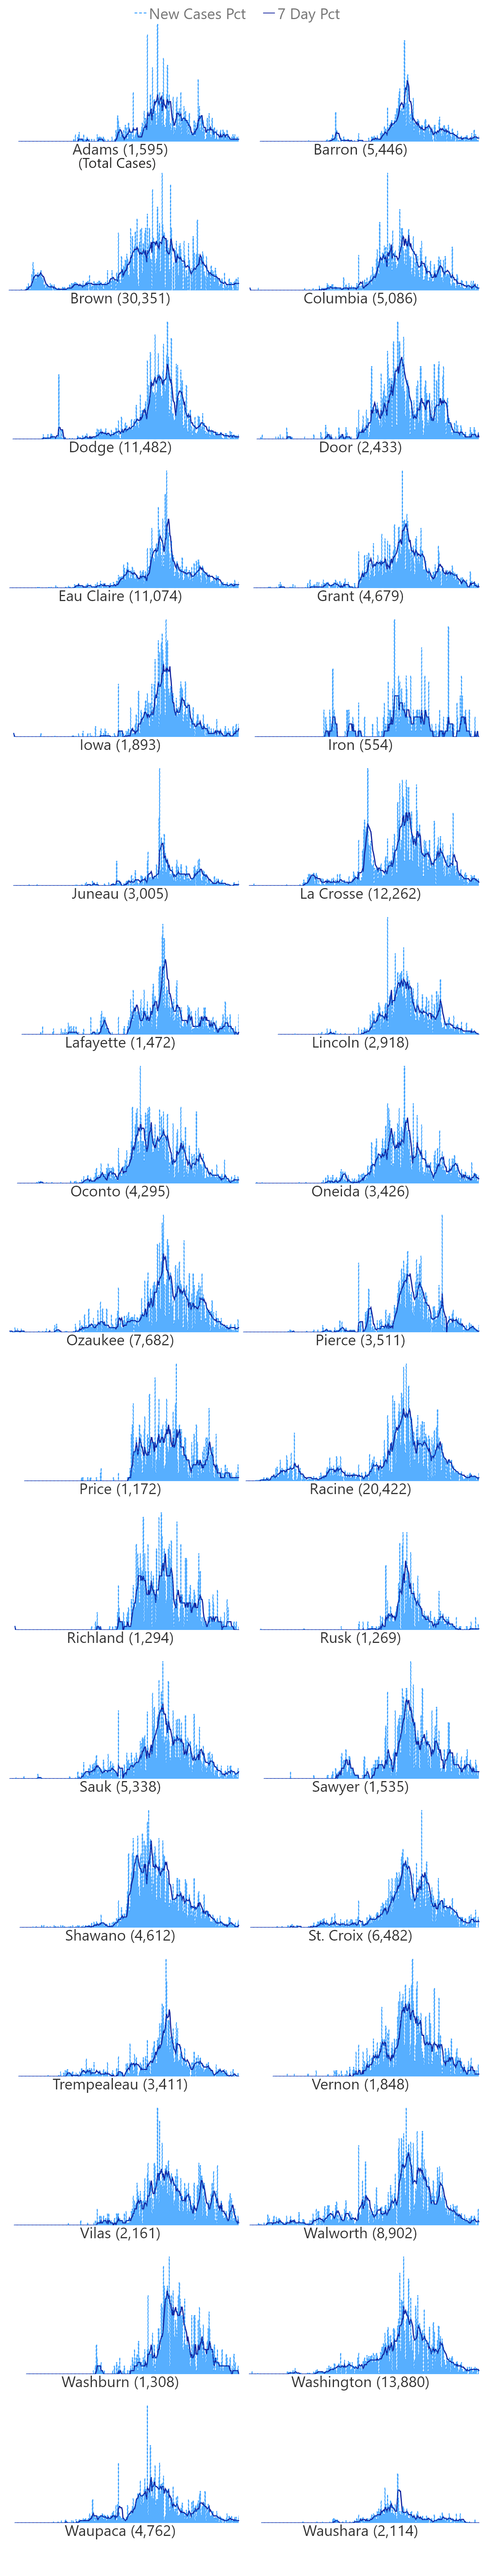 New Cases Pct 7 Day Pct
Adams (1,595) Barron (5,446)
(Total Cases)
Brown (30,351) Columbia (5,086)
Dodge (11,482) Door (2,433)
Eau Claire (11,074) Grant (4,679)
Iowa (1,893) Iron (554)
Juneau (3,005) La Crosse (12,262)
Lafayette (1,472) Lincoln (2,918)
Oconto (4,295) Oneida (3,426)
Ozaukee (7,682) Pierce (3,511)
Price (1,172) Racine (20,422)
Richland (1,294) Rusk (1,269)
Sauk (5,338) Sawyer (1,535)
Shawano (4,612) St. Croix (6,482)
Trempealeau (3,411) Vernon (1,848)
Vilas (2,161) Walworth (8,902)
Washburn (1,308) Washington (13,880)
Waupaca (4,762) Waushara (2,114)